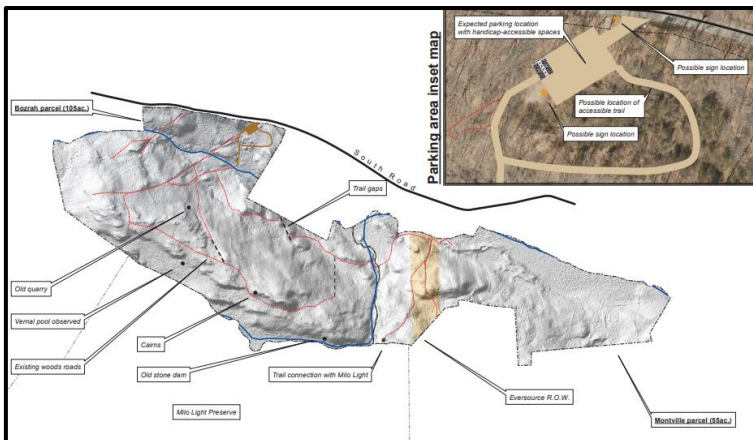 Parking area inset map
Expected parking location
with handicap-accessible spaces
Possible sign location
Possible location of
accessible trail
Possible sign location
Bozrah parcel (105ac.)
South Road
Trail gaps
Old quarry
Vernal pool observed
Cairns
Existing woods roads
Old stone dam
Trail connection with Milo Light
Eversource R.O.W.
Milo Light Preserve
Montville parcel (55ac.)